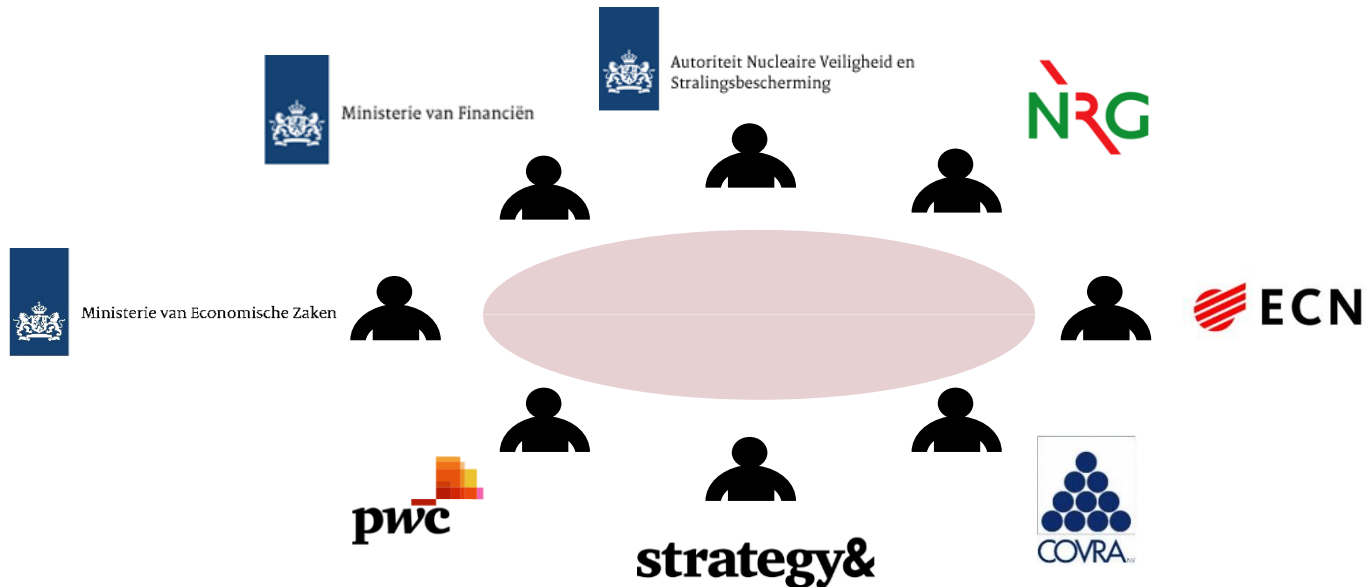 Autoriteit Nucleaire Veiligheid en
Stralingsbescherming
Ministerie van Financiën
NRG
Ministerie van Economische Zaken
ECN
pwc
COVRA N.V.
strategy&